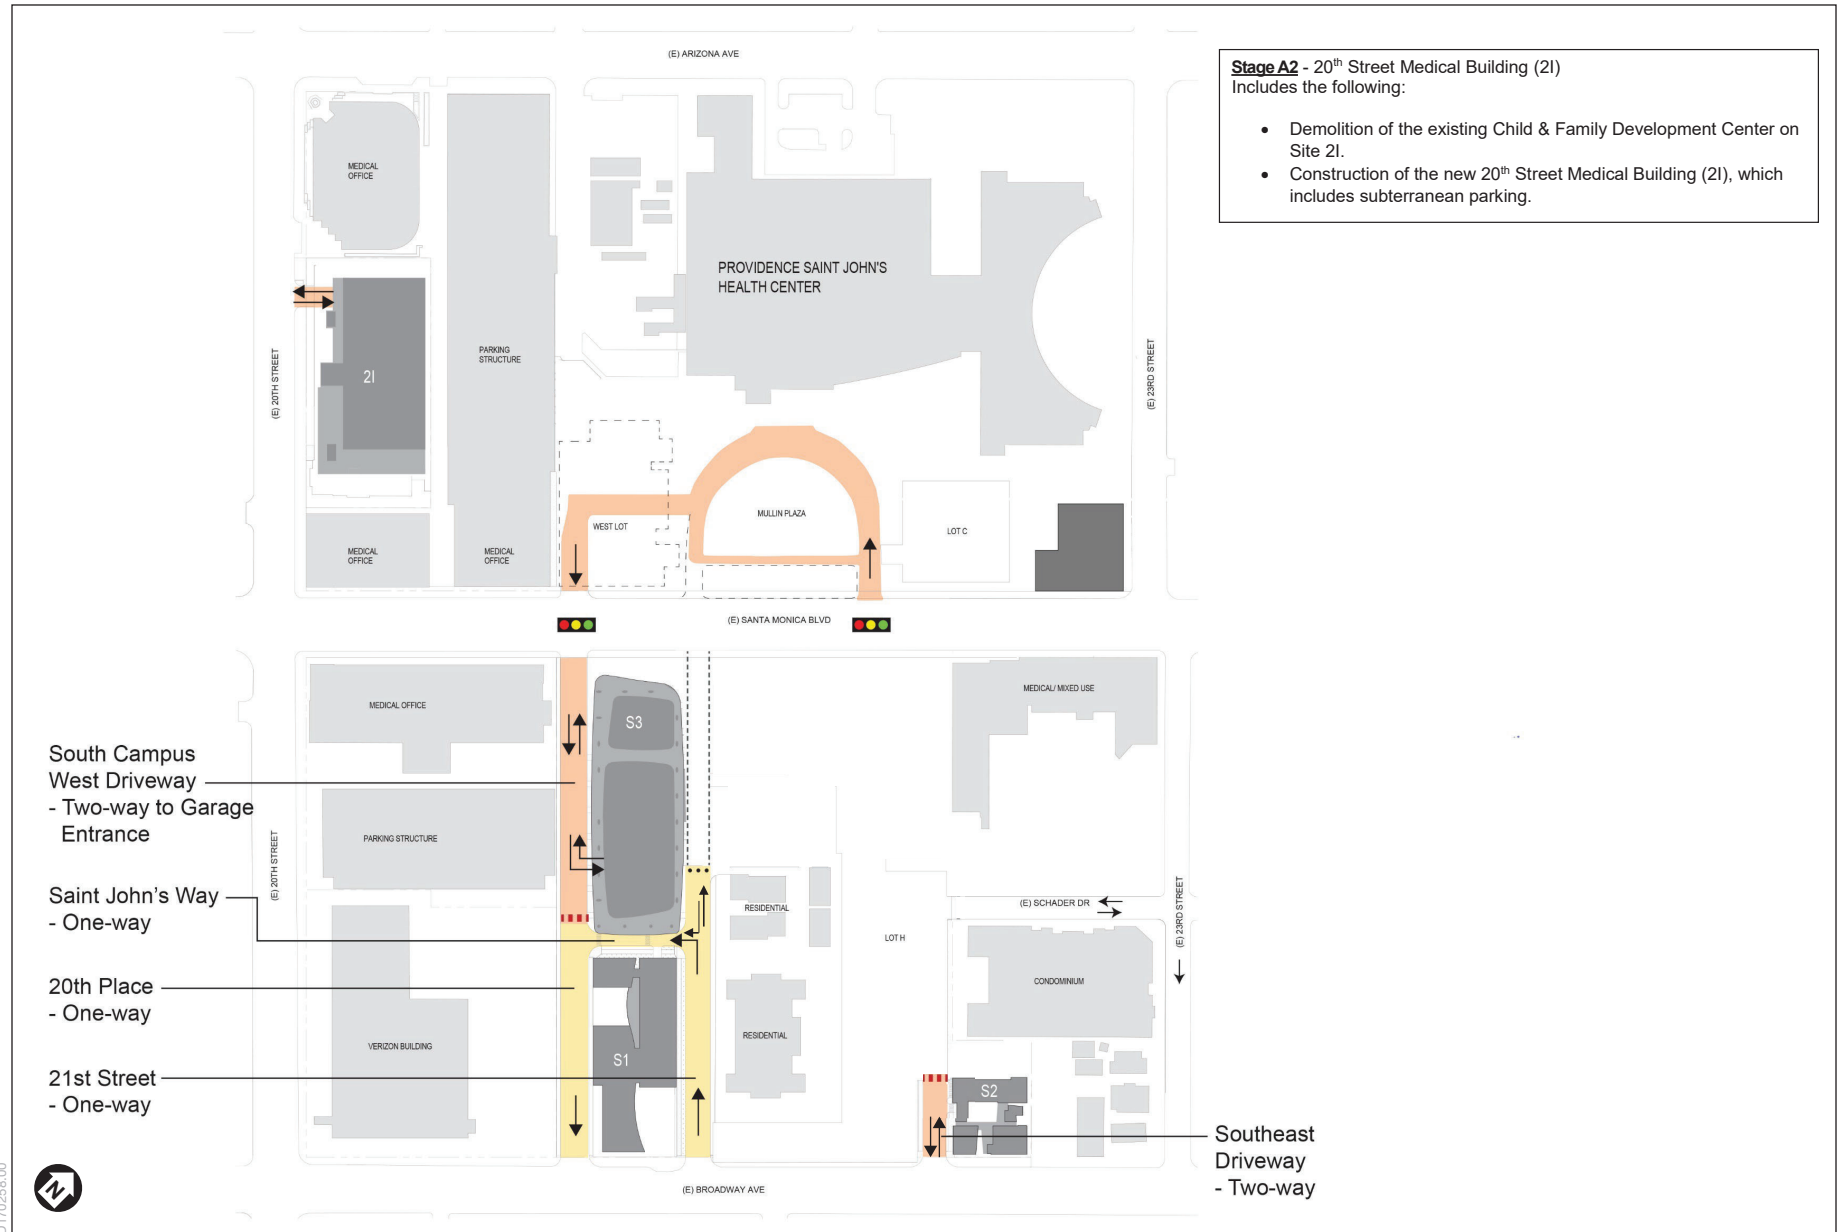 (E) ARIZONA AVE
Stage A2 - 20th Street Medical Building (2I)
Includes the following:
• Demolition of the existing Child & Family Development Center on
Site 2I.
• Construction of the new 20th Street Medical Building (2I), which
includes subterranean parking.
MEDICAL
OFFICE
PROVIDENCE SAINT JOHN'S
HEALTH CENTER
PARKING
STRUCTURE
2I
(E) 20TH STREET
(E) 23RD STREET
WEST LOT
MULLIN PLAZA
LOT C
MEDICAL
OFFICE
MEDICAL
OFFICE
(E) SANTA MONICA BLVD
MEDICAL OFFICE
S3
MEDICAL/ MIXED USE
South Campus
West Driveway
- Two-way to Garage
Entrance
(E) 20TH STREET
PARKING STRUCTURE
Saint John's Way
- One-way
RESIDENTIAL
(E) SCHADER DR
(E) 23RD STREET
LOT H
20th Place
- One-way
CONDOMINIUM
VERIZON BUILDING
RESIDENTIAL
S1
21st Street
- One-way
S2
Southeast
Driveway
- Two-way
N
(E) BROADWAY AVE